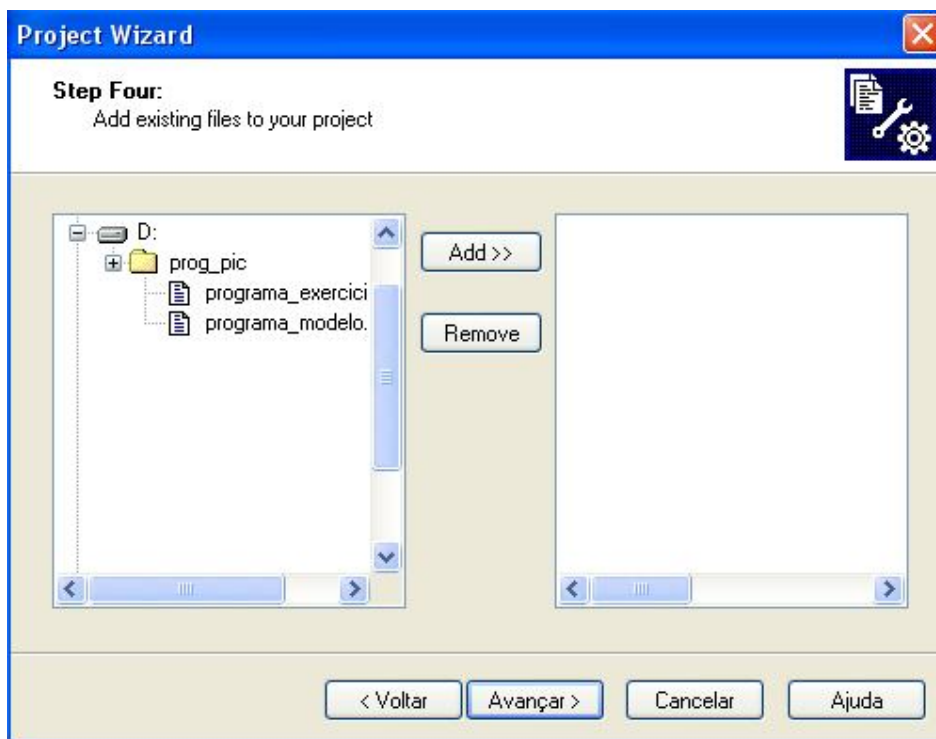 Project Wizard
Step Four:
Add existing files to your project
D:
prog_pic
programa_exercici
programa_modelo.
Add >>
Remove
< Voltar
Avançar >
Cancelar
Ajuda